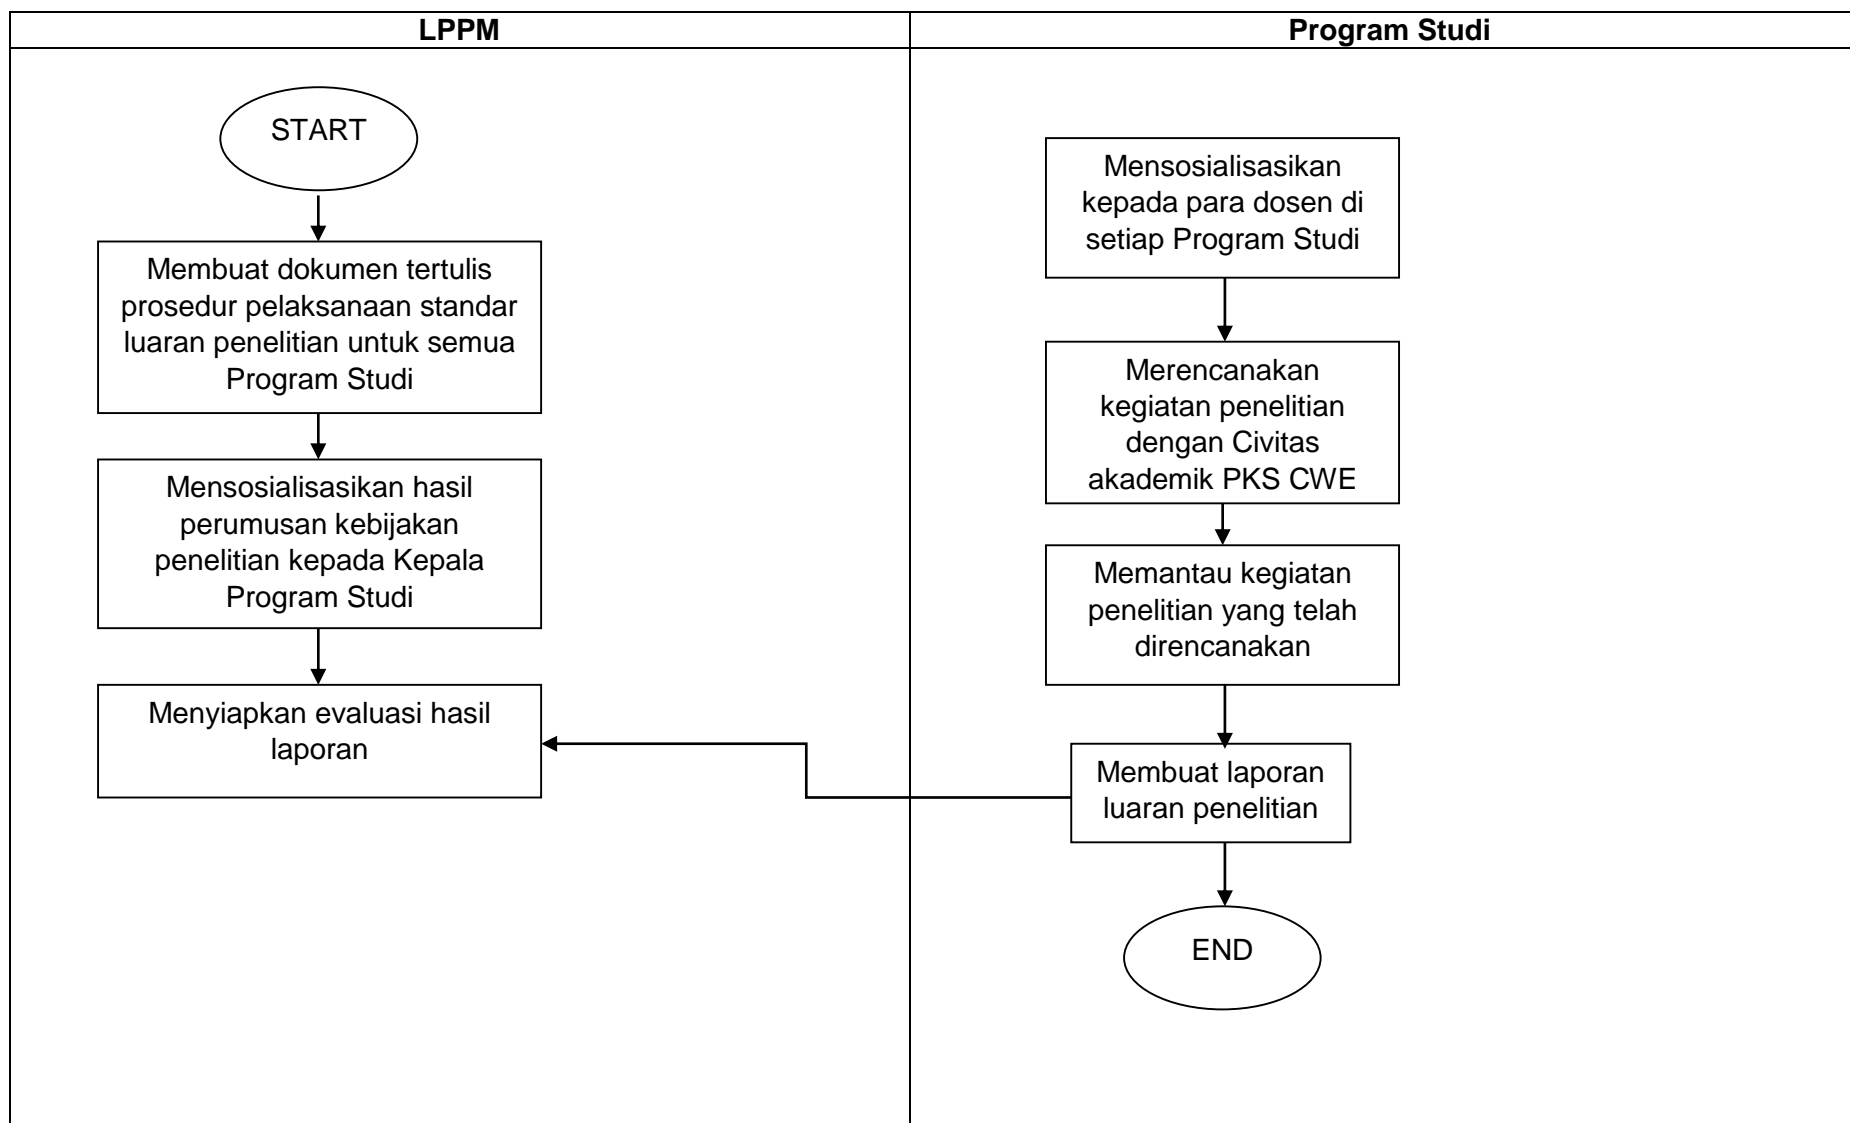 LPPM
Program Studi
START
Membuat dokumen tertulis
prosedur pelaksanaan standar
luaran penelitian untuk semua
Program Studi
Mensosialisasikan hasil
perumusan kebijakan
penelitian kepada Kepala
Program Studi
Menyiapkan evaluasi hasil
laporan
Mensosialisasikan
kepada para dosen di
setiap Program Studi
Merencanakan
kegiatan penelitian
dengan Civitas
akademik PKS CWE
Memantau kegiatan
penelitian yang telah
direncanakan
Membuat laporan
luaran penelitian
END